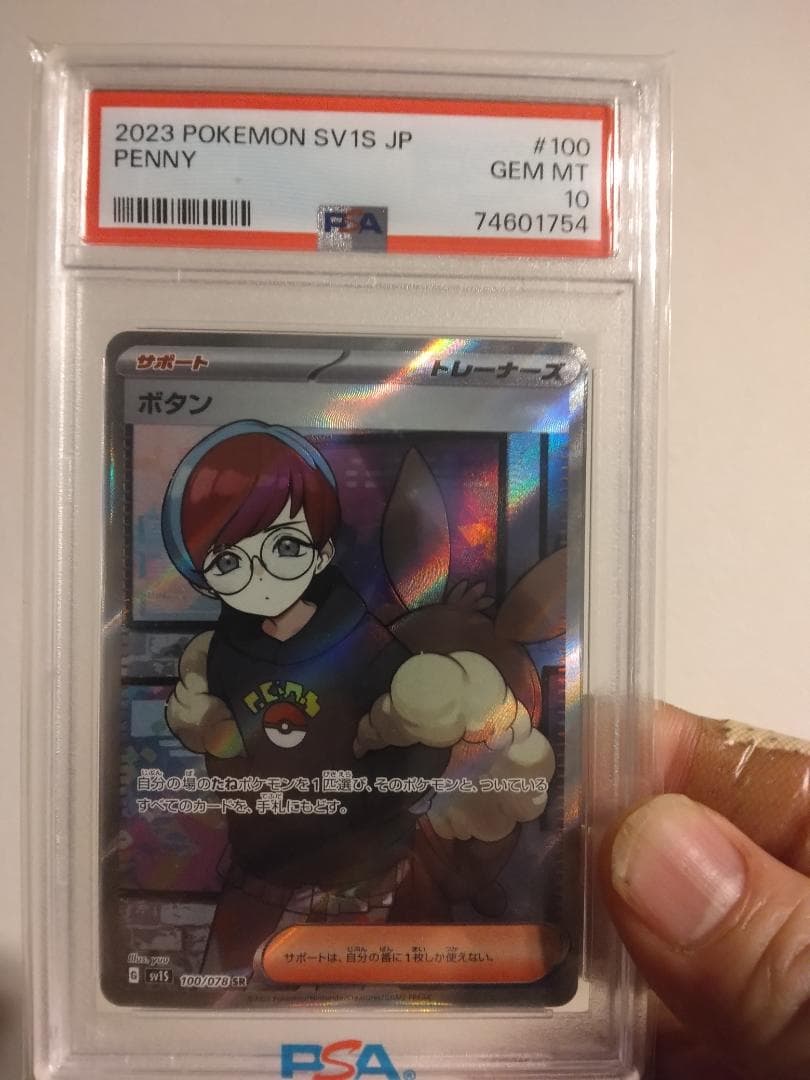 2023 POKEMON SV1S JP #100
PENNY GEM MT
10
PSA 74601754
サポート トレーナーズ
ボタン
自分の場のたねポケモンを1匹選び、そのポケモンと、ついている
すべてのカードを、手札にもどす。
サポートは、自分の番に1枚しか使えない。
Illus. yuu
G sv1S 100/078 SR
PSA